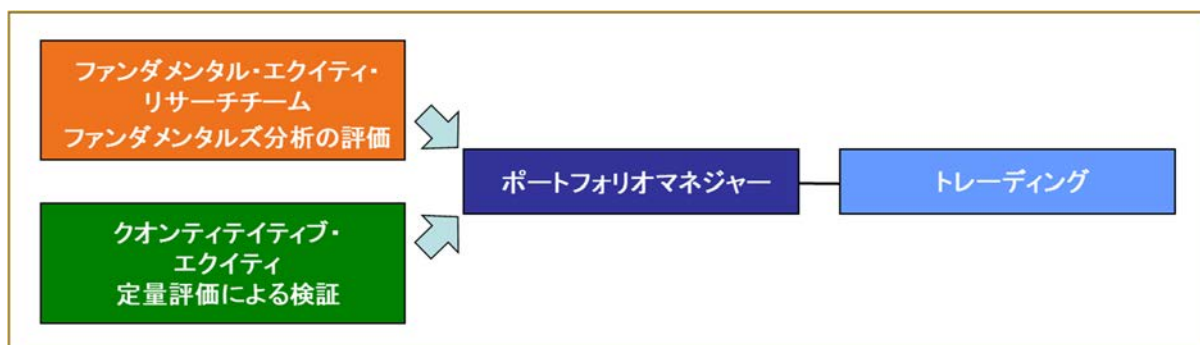 ファンダメンタル・エクイティ・
リサーチチーム
ファンダメンタルズ分析の評価
クオンティテイティブ・
エクイティ
定量評価による検証
ポートフォリオマネジャー
トレーディング